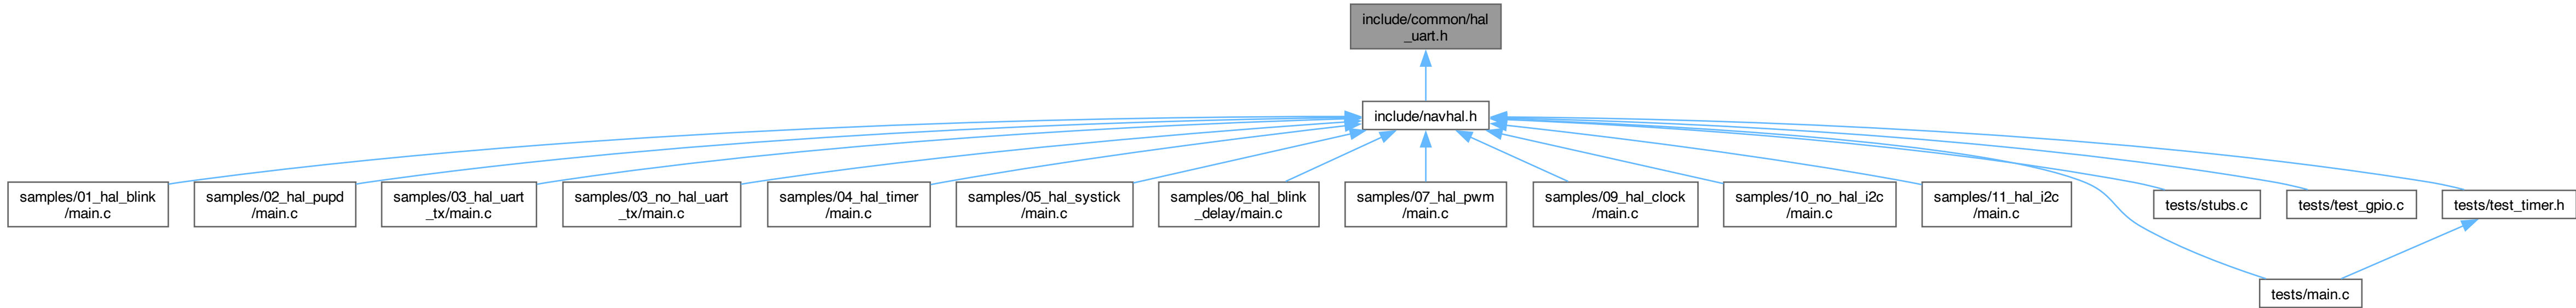 include/common/hal
_uart.h
include/navhal.h
samples/01_hal_blink
/main.c
samples/02_hal_pupd
/main.c
samples/03_hal_uart
_tx/main.c
samples/03_no_hal_uart
_tx/main.c
samples/04_hal_timer
/main.c
samples/05_hal_systick
/main.c
samples/06_hal_blink
_delay/main.c
samples/07_hal_pwm
/main.c
samples/09_hal_clock
/main.c
samples/10_no_hal_i2c
/main.c
samples/11_hal_i2c
/main.c
tests/stubs.c
tests/test_gpio.c
tests/test_timer.h
tests/main.c